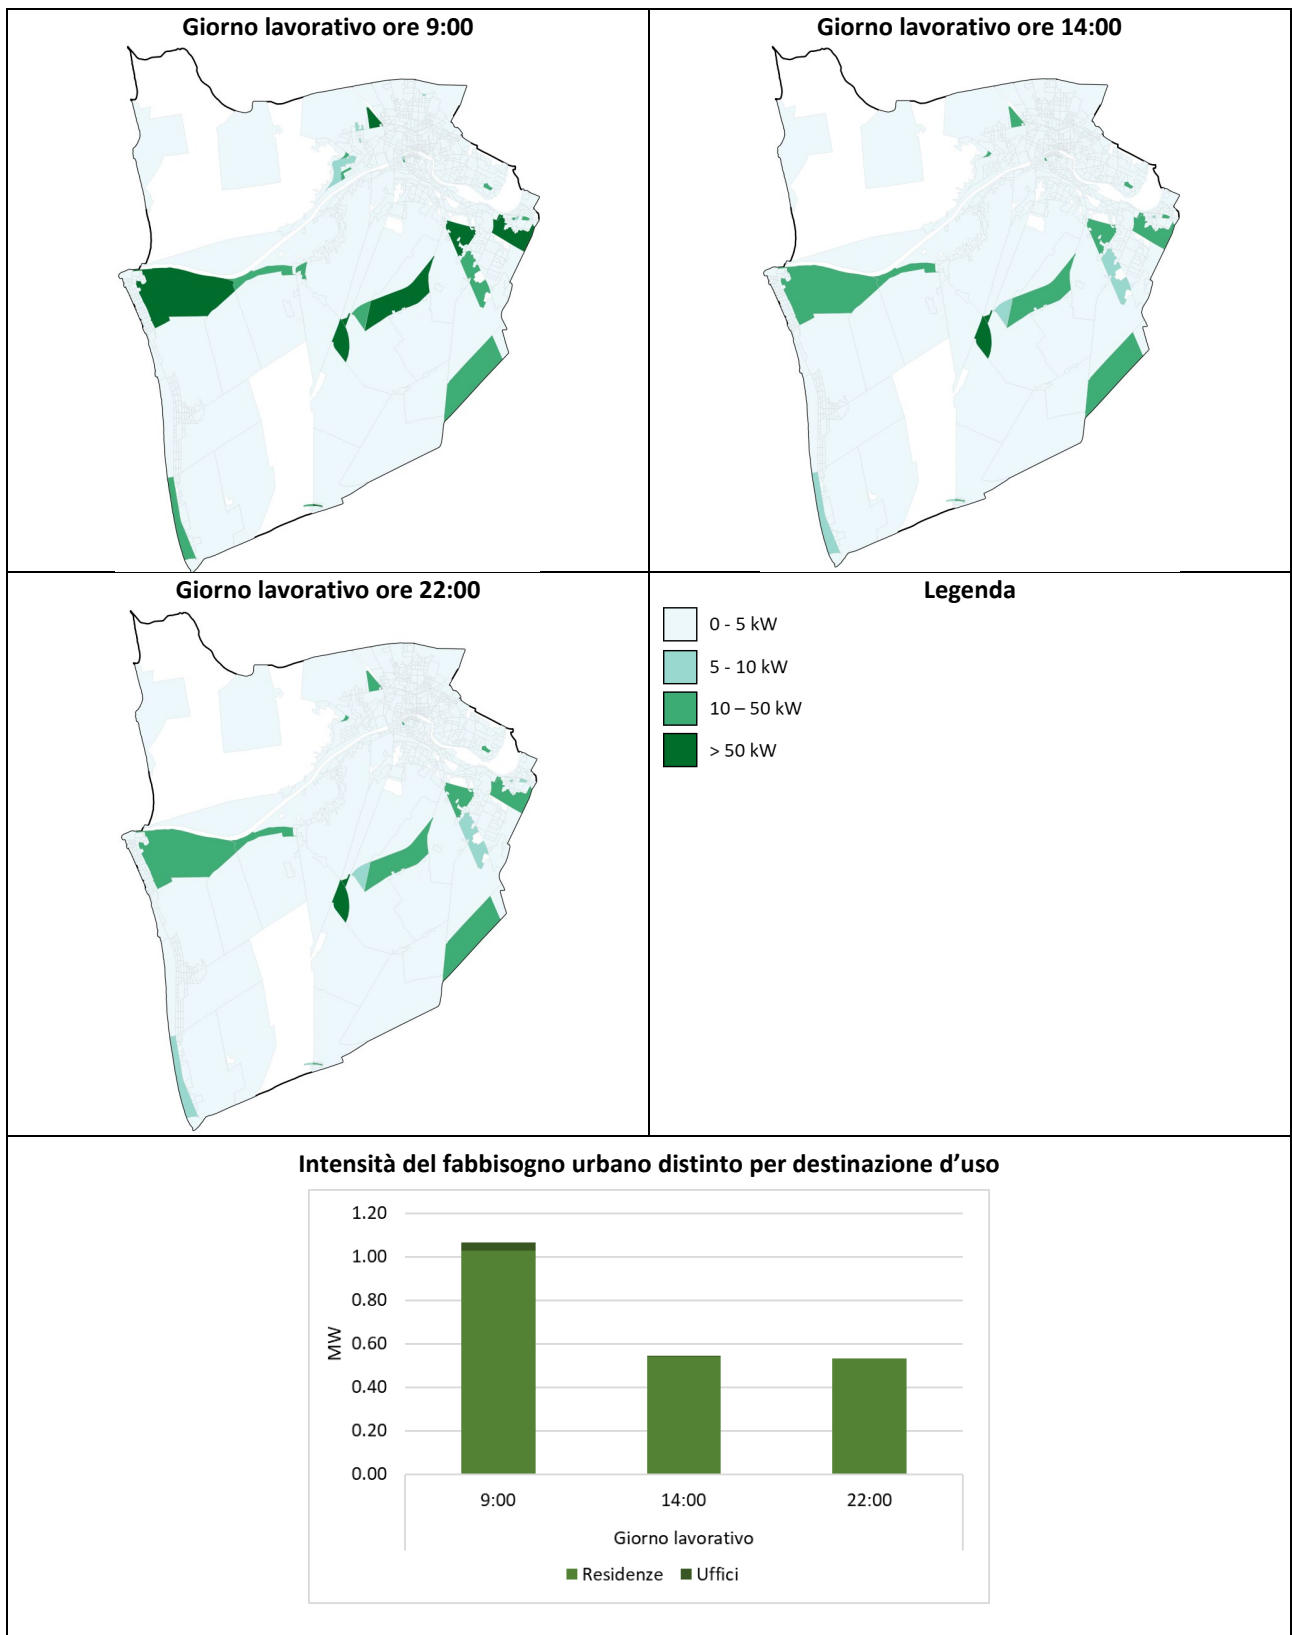 Giorno lavorativo ore 9:00
Giorno lavorativo ore 14:00
Giorno lavorativo ore 22:00
Legenda
0 - 5 kW
5 - 10 kW
10 – 50 kW
> 50 kW
Intensità del fabbisogno urbano distinto per destinazione d’uso
1.20
1.00
0.80
0.60
0.40
0.20
0.00
MW
9:00 14:00 22:00
Giorno lavorativo
Residenze Uffici